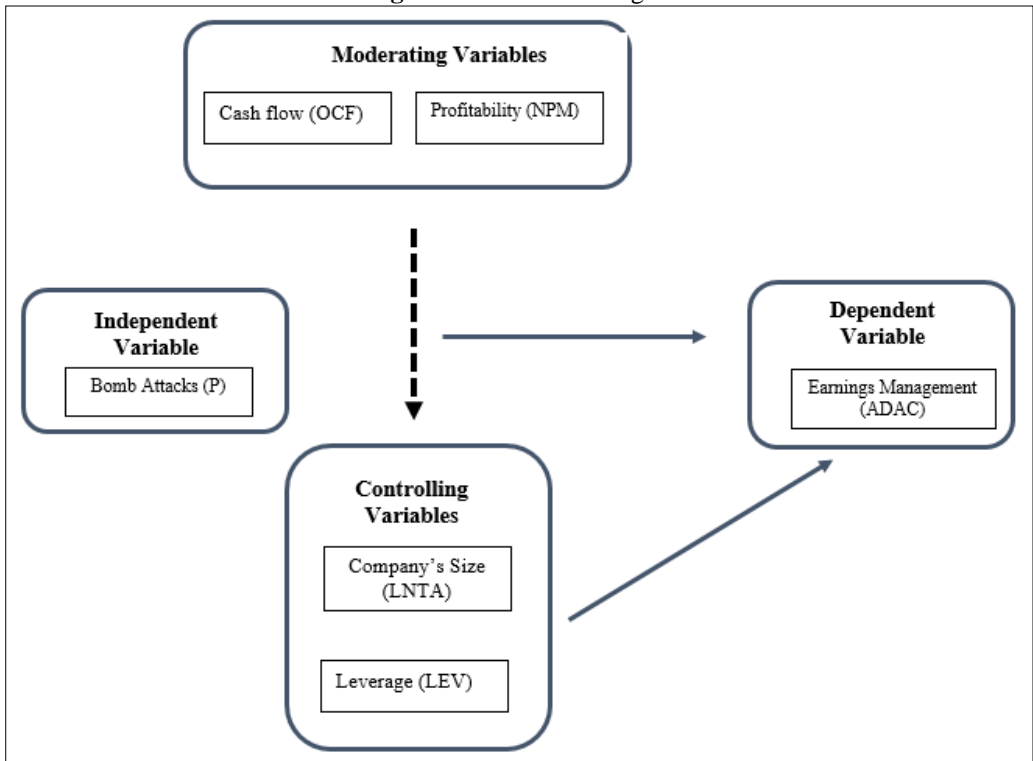 Moderating Variables
Cash flow (OCF)
Profitability (NPM)
Independent
Variable
Bomb Attacks (P)
Dependent
Variable
Earnings Management
(ADAC)
Controlling
Variables
Company's Size
(LNTA)
Leverage (LEV)